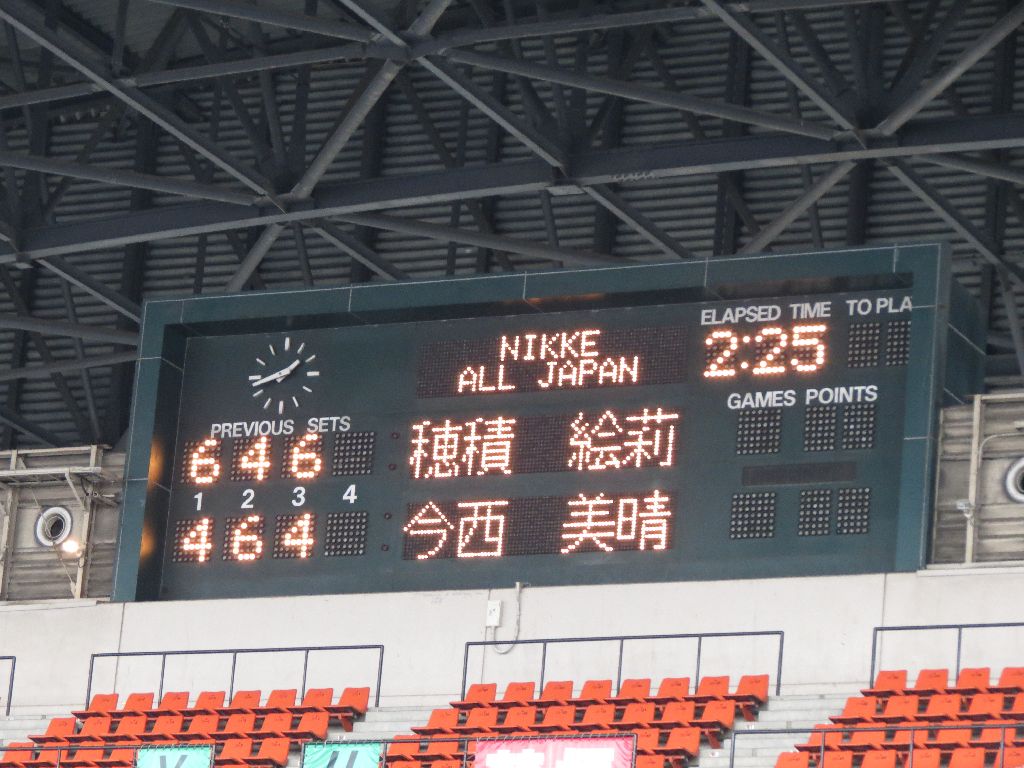 NIKKE
ALL JAPAN
ELAPSED TIME TO PLA
2:25
PREVIOUS SETS
6 4 6
穂積 絵莉
GAMES POINTS
1 2 3 4
4 6 4
今西 美晴